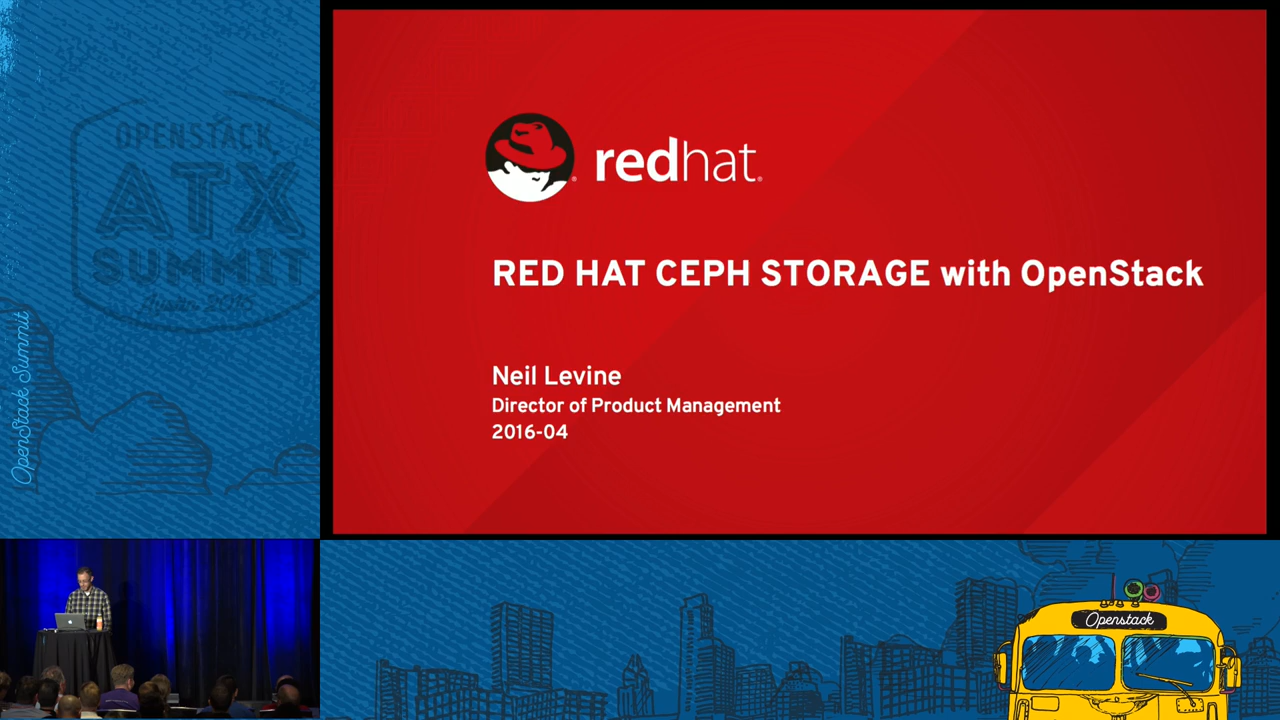 OPENSTACK
ATX
SUMMIT
Austin 2016
OpenStack Summit
redhat.
RED HAT CEPH STORAGE with OpenStack
Neil Levine
Director of Product Management
2016-04
Openstack